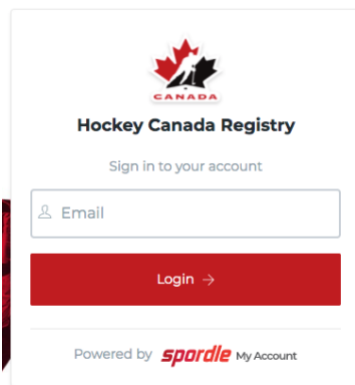 CANADA
Hockey Canada Registry
Sign in to your account
Email
Login →
Powered by spordle My Account